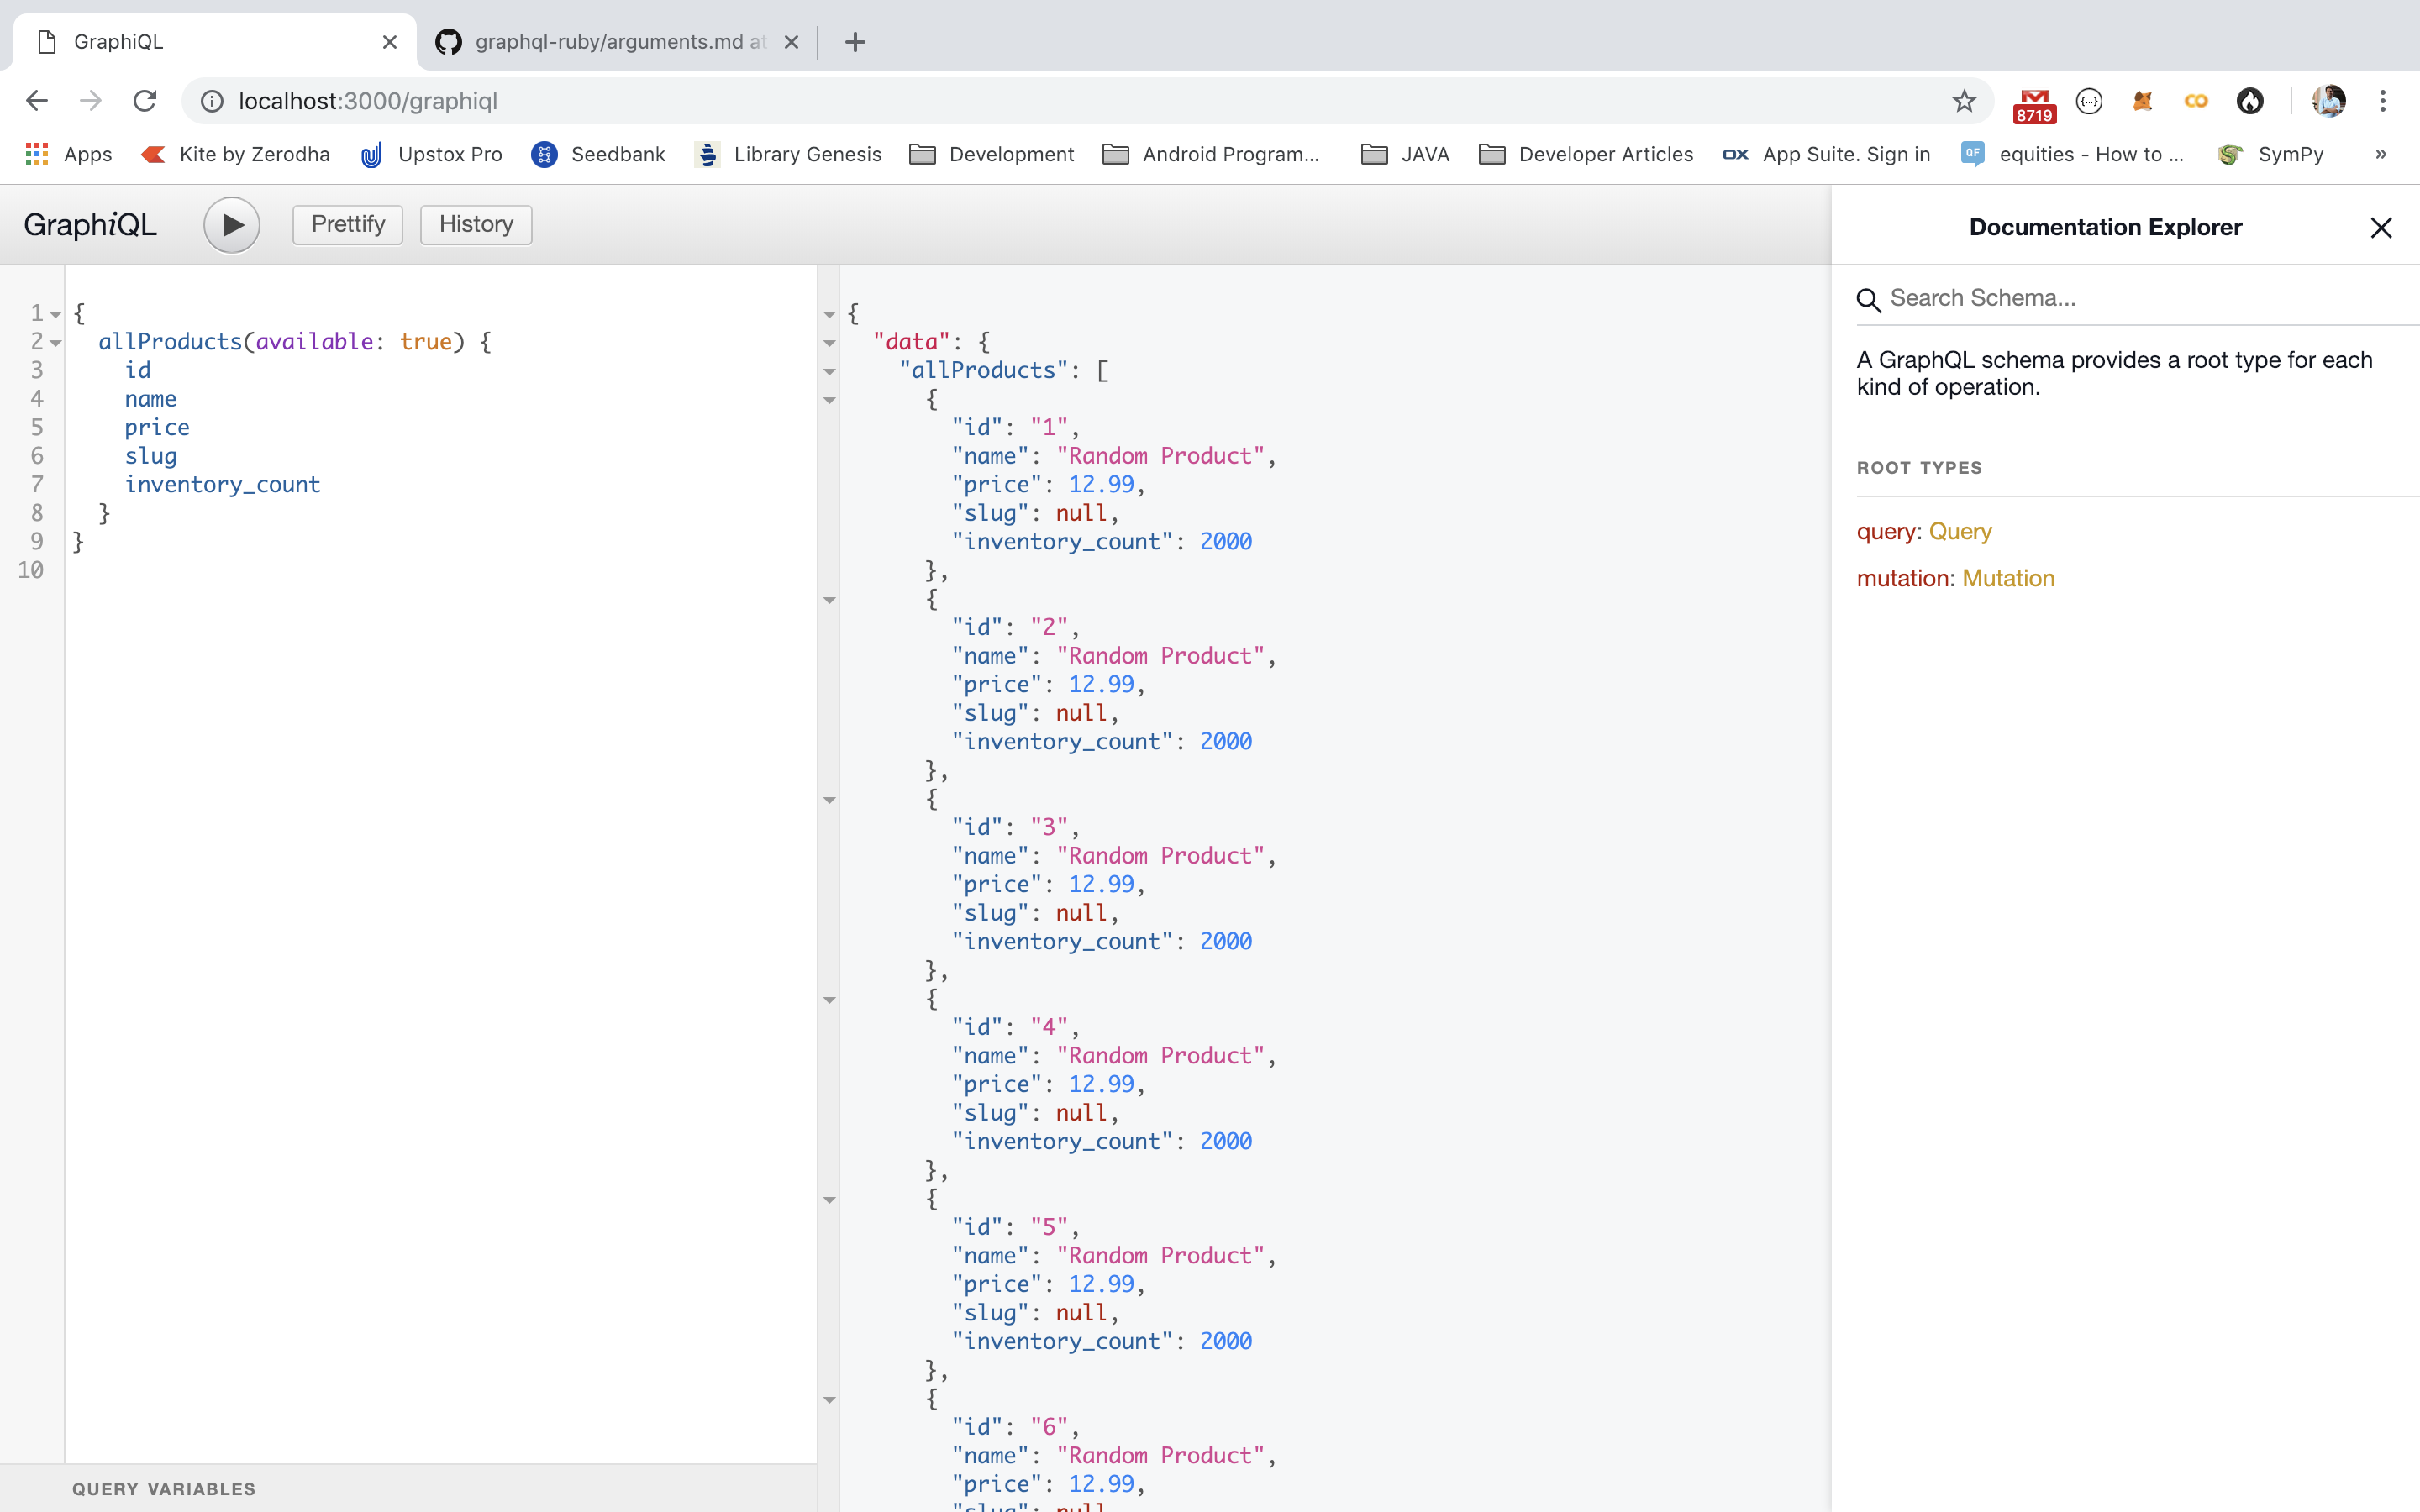 GraphiQL
graphql-ruby/arguments.md at
localhost:3000/graphiql
8719
Apps Kite by Zerodha Upstox Pro Seedbank Library Genesis Development Android Program... JAVA Developer Articles OX App Suite. Sign in QF equities - How to ... SymPy »
GraphiQL Prettify History
1 {
2 allProducts(available: true) {
3 id
4 name
5 price
6 slug
7 inventory_count
8 }
9 }
10
QUERY VARIABLES
{
"data": {
"allProducts": [
{
"id": "1",
"name": "Random Product",
"price": 12.99,
"slug": null,
"inventory_count": 2000
},
{
"id": "2",
"name": "Random Product",
"price": 12.99,
"slug": null,
"inventory_count": 2000
},
{
"id": "3",
"name": "Random Product",
"price": 12.99,
"slug": null,
"inventory_count": 2000
},
{
"id": "4",
"name": "Random Product",
"price": 12.99,
"slug": null,
"inventory_count": 2000
},
{
"id": "5",
"name": "Random Product",
"price": 12.99,
"slug": null,
"inventory_count": 2000
},
{
"id": "6",
"name": "Random Product",
"price": 12.99,
"slug": null
Documentation Explorer
Search Schema...
A GraphQL schema provides a root type for each
kind of operation.
ROOT TYPES
query: Query
mutation: Mutation